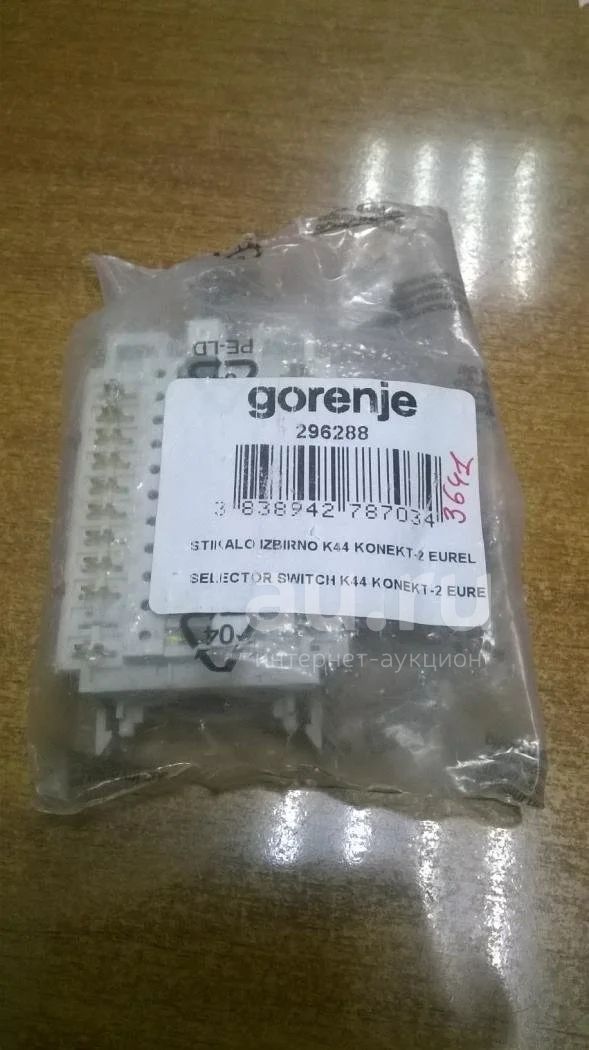 PE-LD
gorenje
296288
3 838942 787034
3641
STIKALO IZBIRNO K44 KONEKT-2 EUREL
SELECTOR SWITCH K44 KONEKT-2 EURE
au.ru
04
интернет-аукцион